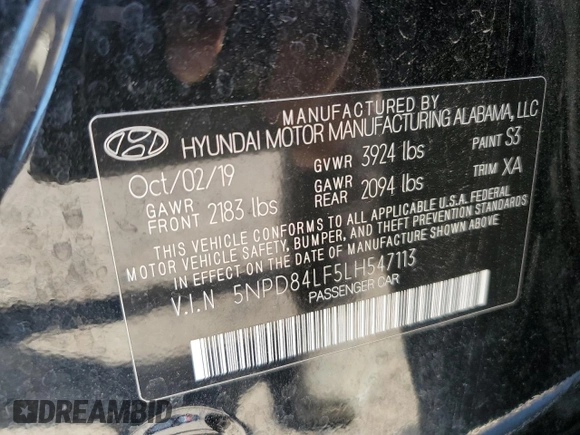 MANUFACTURED BY
HYUNDAI MOTOR MANUFACTURING ALABAMA, LLC
Oct/02/19 GVWR 3924 lbs PAINT S3
GAWR FRONT 2183 lbs GAWR REAR 2094 lbs TRIM XA
THIS VEHICLE CONFORMS TO ALL APPLICABLE U.S.A. FEDERAL
MOTOR VEHICLE SAFETY, BUMPER, AND THEFT PREVENTION STANDARDS
IN EFFECT ON THE DATE OF MANUFACTURE SHOWN ABOVE.
V.I.N 5NPD84LF5LH547113
PASSENGER CAR
DREAMBID